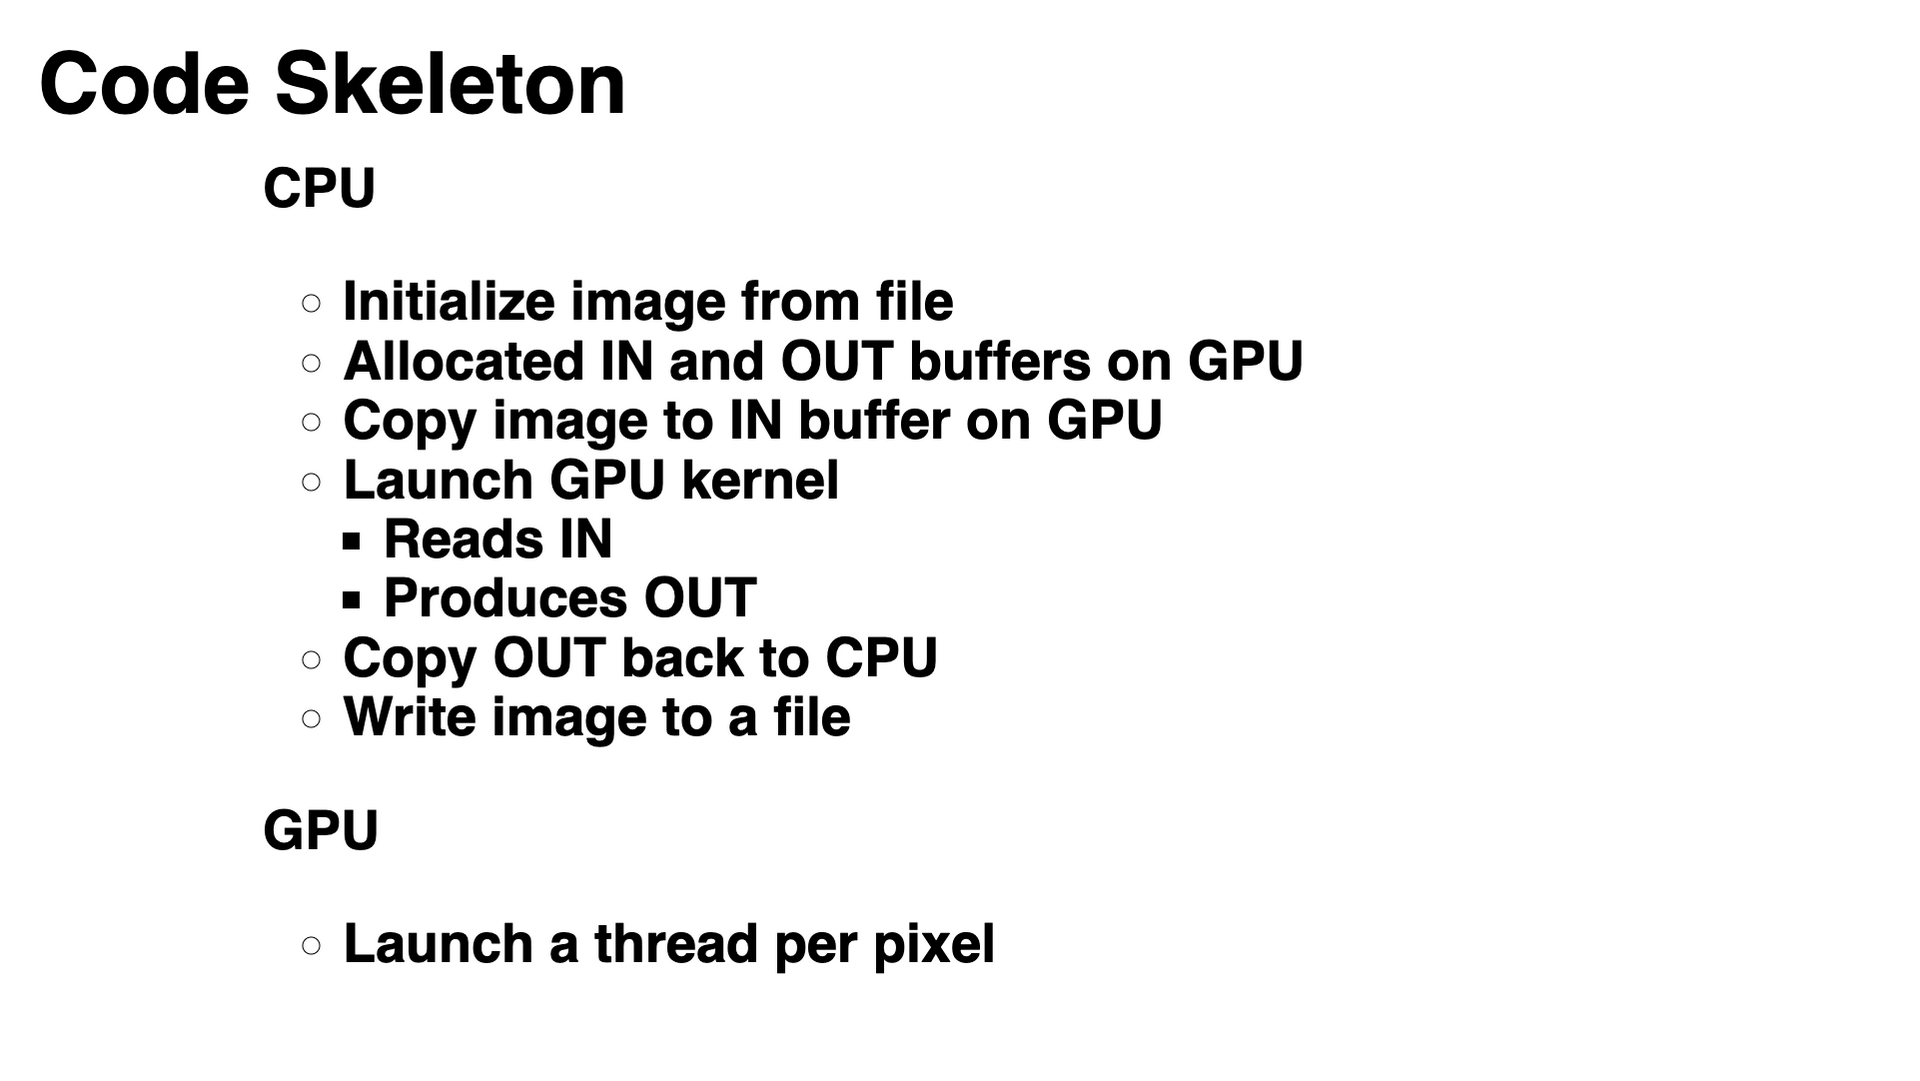 Code Skeleton
CPU
Initialize image from file
Allocated IN and OUT buffers on GPU
Copy image to IN buffer on GPU
Launch GPU kernel
Reads IN
Produces OUT
Copy OUT back to CPU
Write image to a file
GPU
Launch a thread per pixel